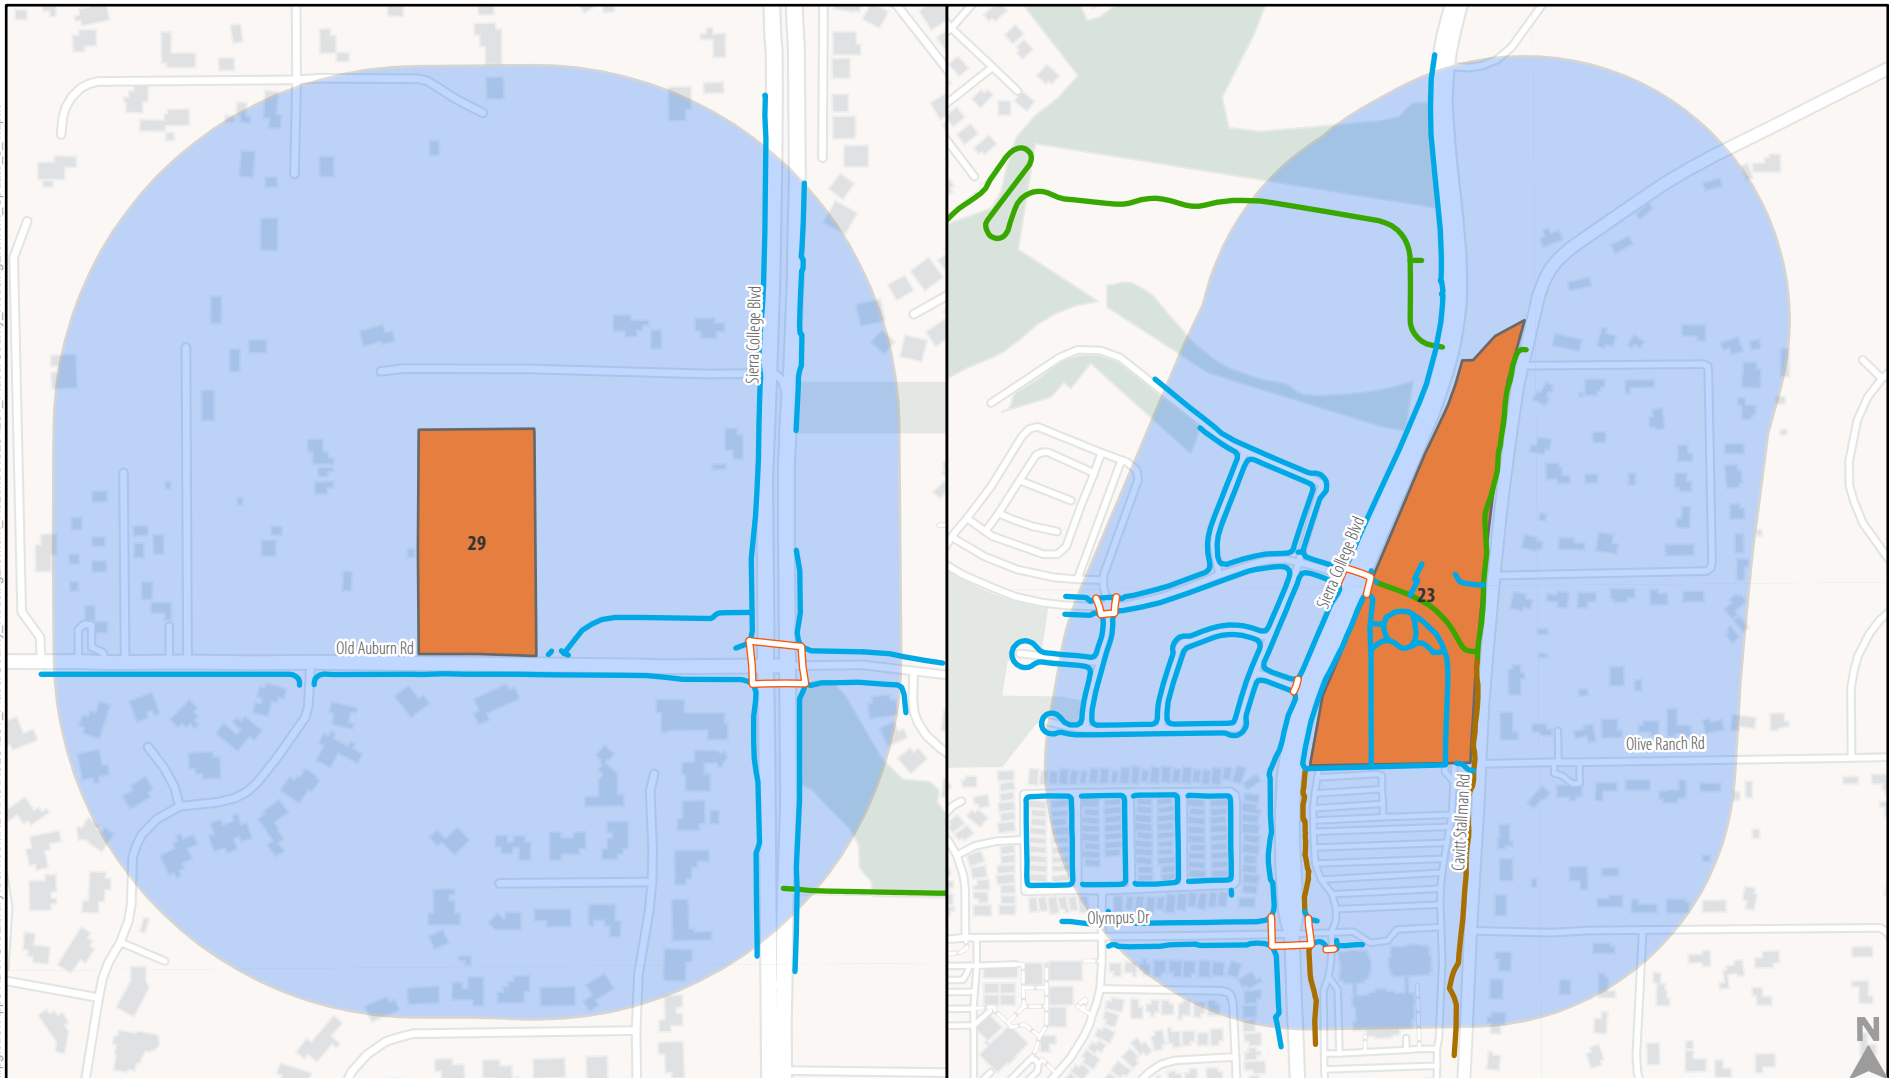 Sierra College Blvd
29
Old Auburn Rd
Sierra College Blvd
23
Olive Ranch Rd
Cavitt Stallman Rd
Olympus Dr
N